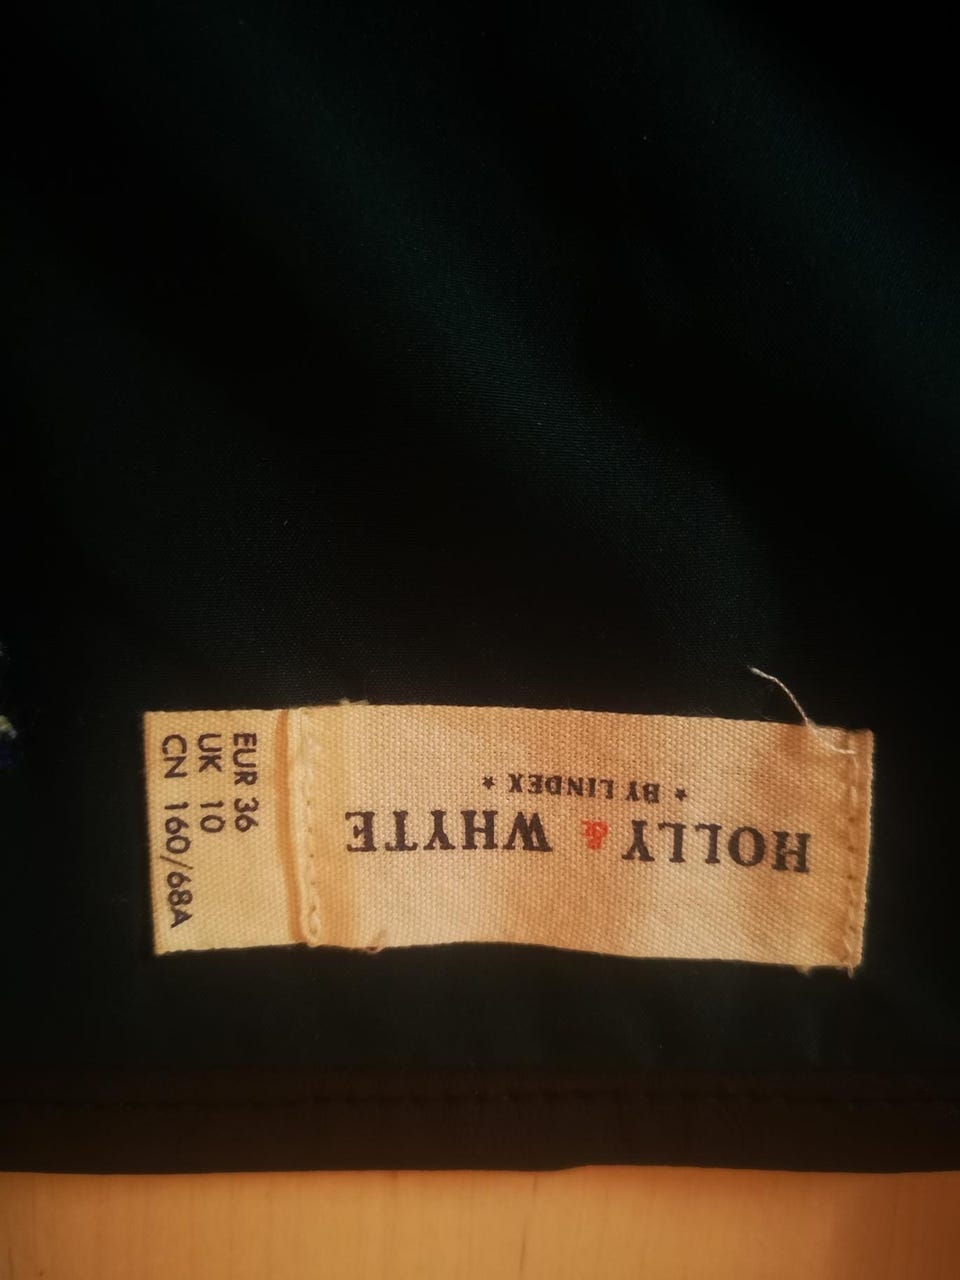 HOLLY & WHYTE
* BY LINDEX *
EUR 36
UK 10
CN 160/68A